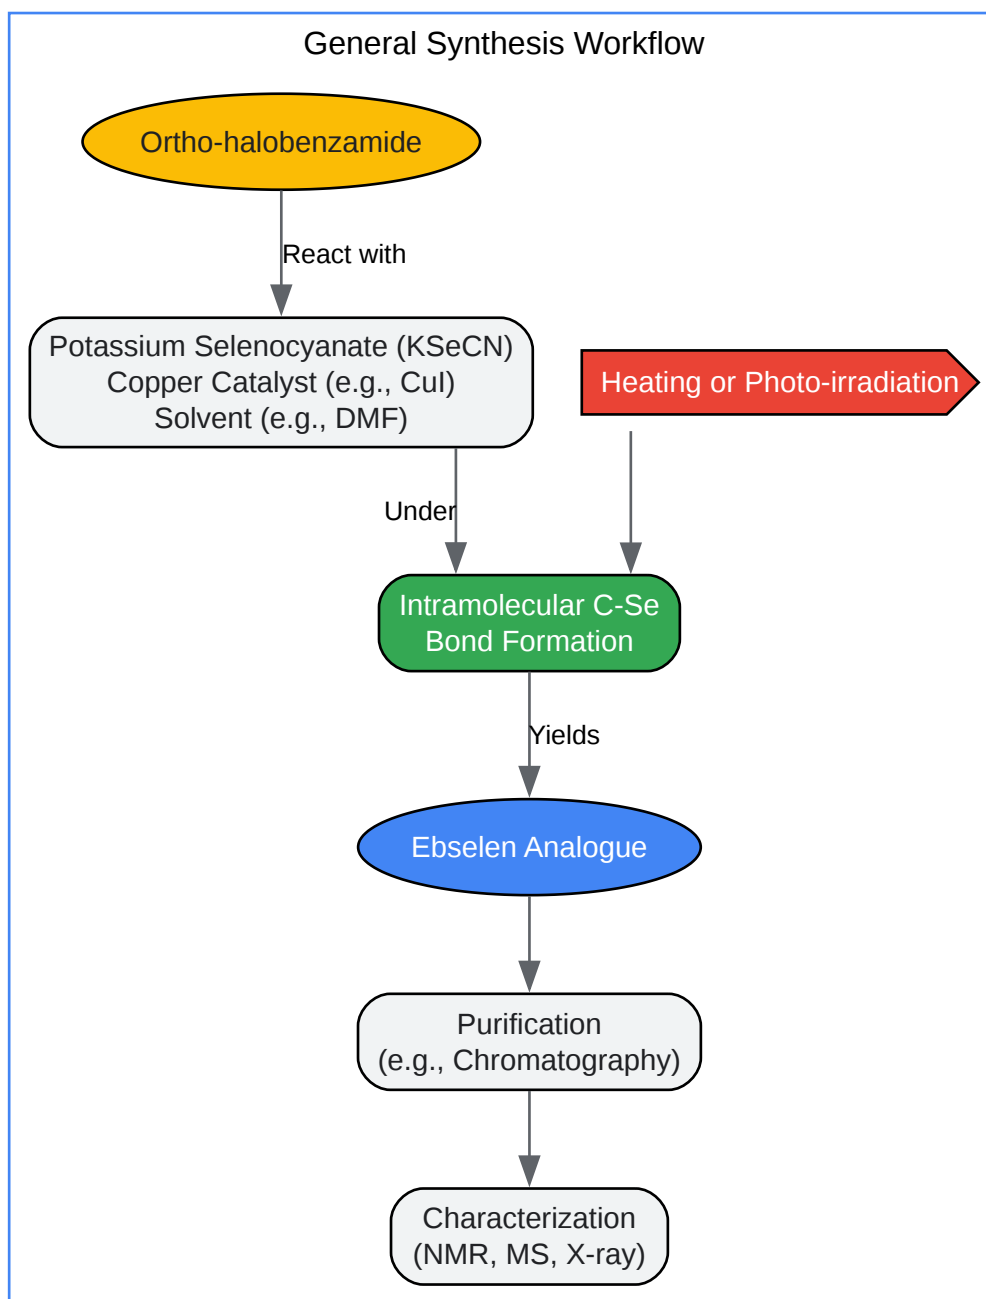 General Synthesis Workflow
Ortho-halobenzamide
React with
Potassium Selenocyanate (KSeCN)
Copper Catalyst (e.g., CuI)
Solvent (e.g., DMF)
Heating or Photo-irradiation
Under
Intramolecular C-Se
Bond Formation
Yields
Ebselen Analogue
Purification
(e.g., Chromatography)
Characterization
(NMR, MS, X-ray)